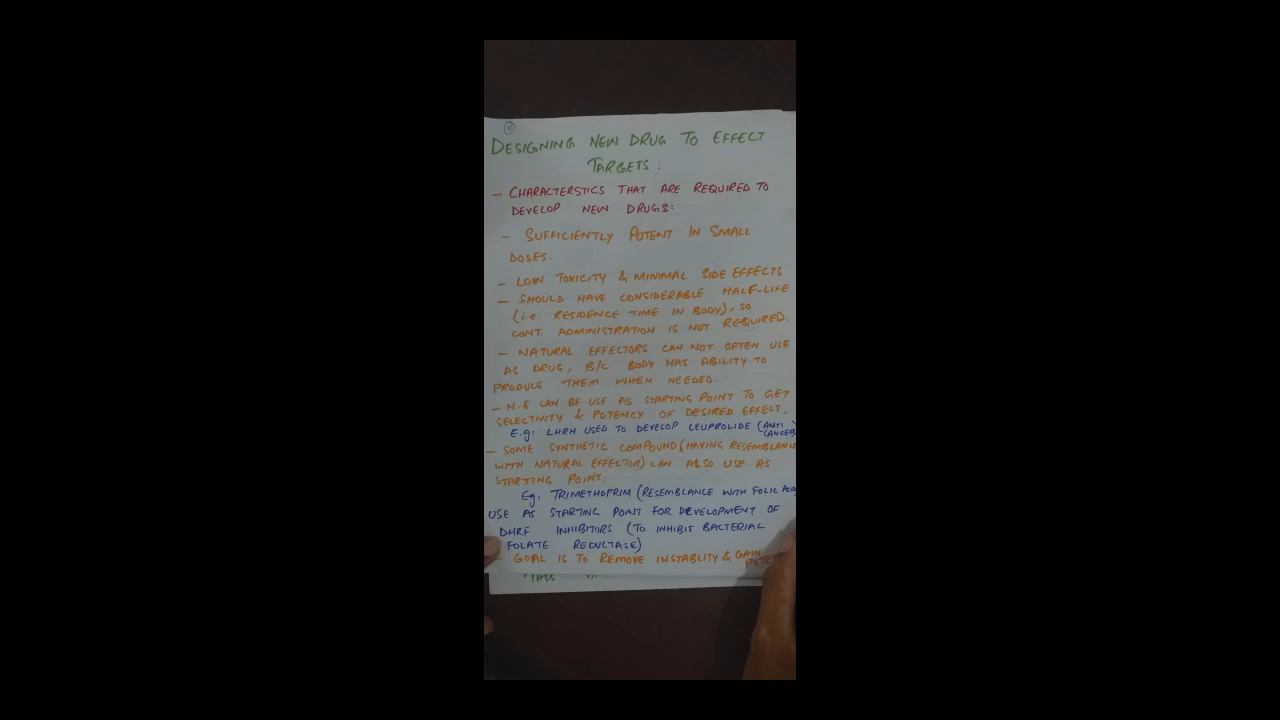 11
DESIGNING NEW DRUG TO EFFECT
TARGETS :
- CHARACTERSTICS THAT ARE REQUIRED TO
DEVELOP NEW DRUGS:
- SUFFICIENTLY POTENT IN SMALL
DOSES.
- LOW TOXICITY & MINIMAL SIDE EFFECTS
- SHOULD HAVE CONSIDERABLE HALF-LIFE
(i.e. RESIDENCE TIME IN BODY), SO
CONT. ADMINISTRATION IS NOT REQUIRED.
- NATURAL EFFECTORS CAN NOT OFTEN USE
AS DRUG, B/C BODY HAS ABILITY TO
PRODUCE THEM WHEN NEEDED.
- N.E CAN BE USE AS STARTING POINT TO GET
SELECTIVITY & POTENCY OF DESIRED EFFECT.
E.g: LHRH USED TO DEVELOP LEUPROLIDE (ANTI
CANCER)
- SOME SYNTHETIC COMPOUND (HAVING RESEMBLANC
WITH NATURAL EFFECTOR) CAN ALSO USE AS
STARTING POINT:
Eg. TRIMETHOPRIM (RESEMBLANCE WITH FOLIC ACID)
USE AS STARTING POINT FOR DEVELOPMENT OF
DHRF INHIBITORS (TO INHIBIT BACTERIAL
FOLATE REDUCTASE)
- GOAL IS TO REMOVE INSTABLITY & GAIN